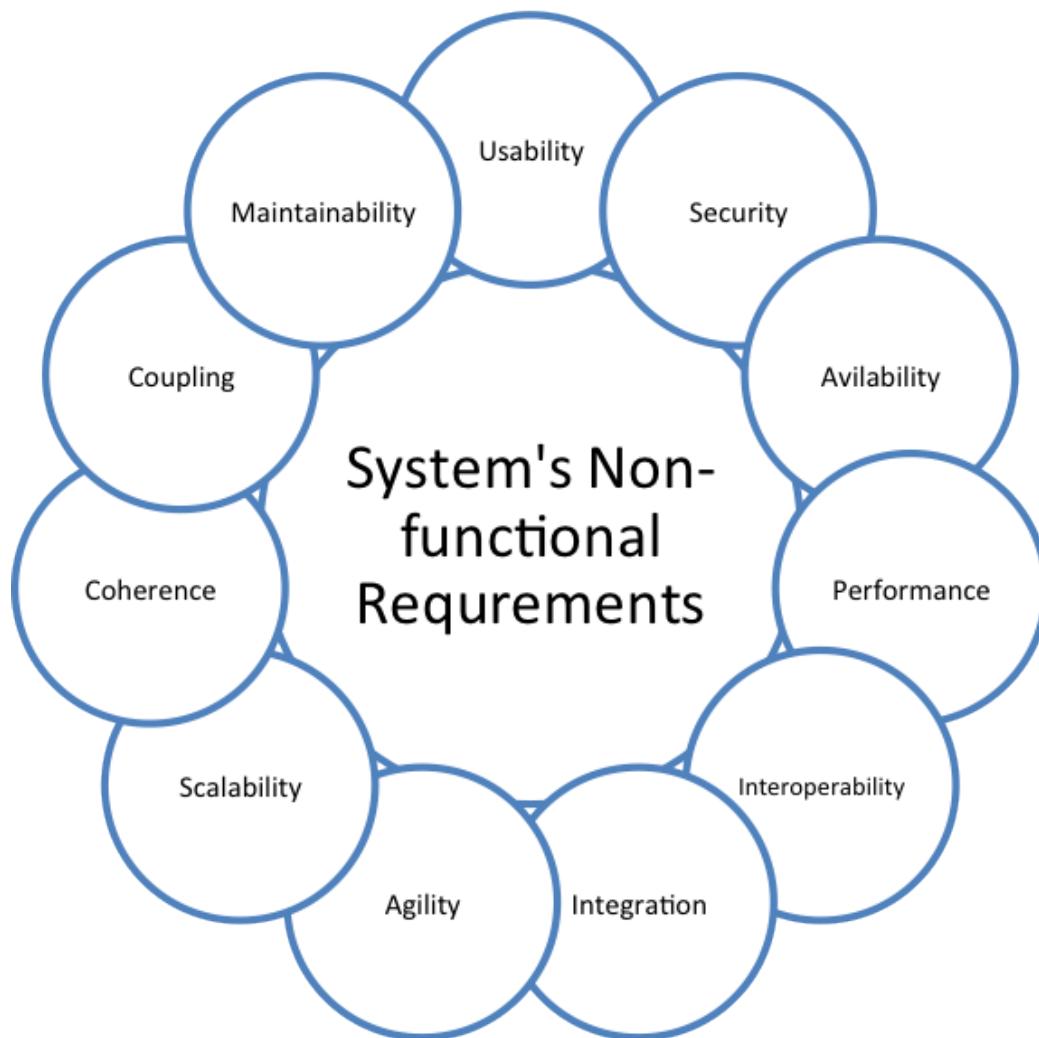 Usability
Security
Avilability
Performance
Interoperability
Integration
Agility
Scalability
Coherence
Coupling
Maintainability
System's Non-
functional
Requrements